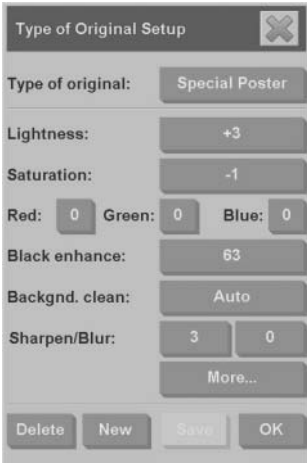 Type of Original Setup
Type of original: Special Poster
Lightness: +3
Saturation: -1
Red: 0 Green: 0 Blue: 0
Black enhance: 63
Backgnd. clean: Auto
Sharpen/Blur: 3 0
More...
Delete New Save OK